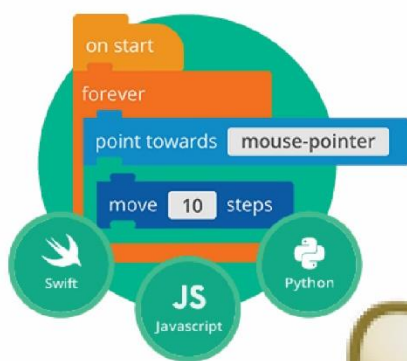 on start
forever
point towards mouse-pointer
move 10 steps
Swift
JS
Javascript
Python